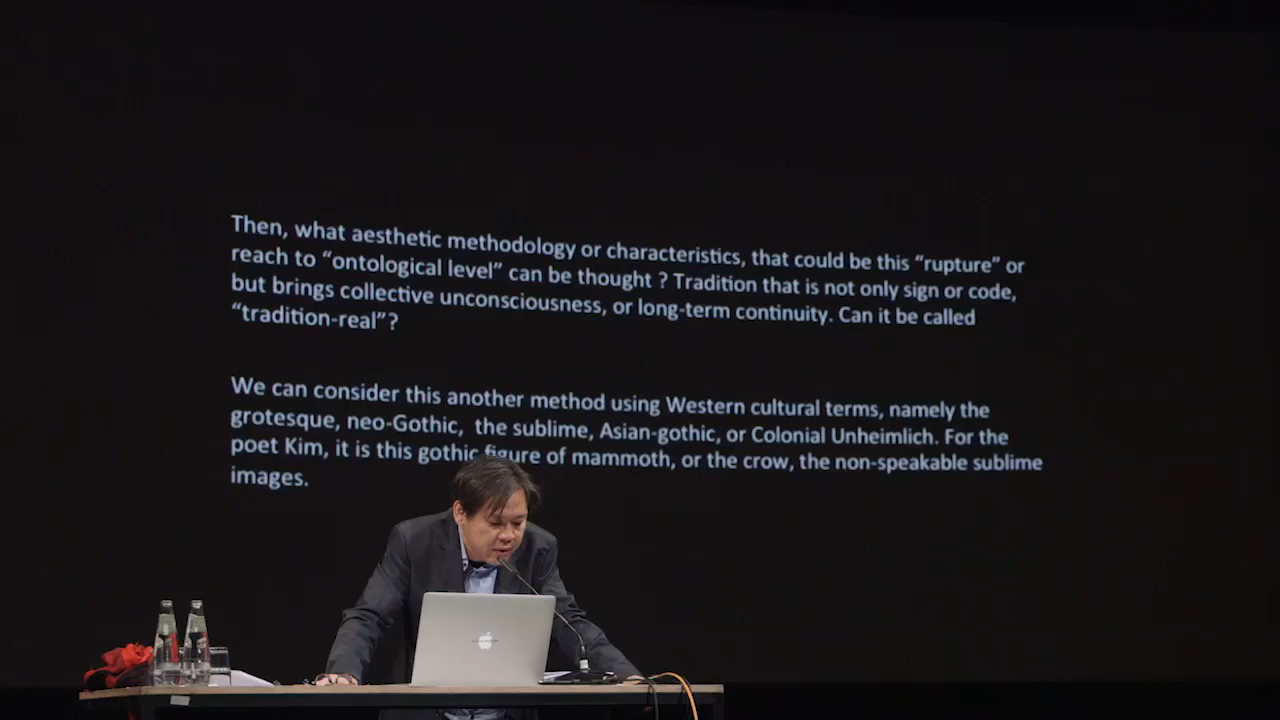 Then, what aesthetic methodology or characteristics, that could be this “rupture” or
reach to “ontological level” can be thought ? Tradition that is not only sign or code,
but brings collective unconsciousness, or long-term continuity. Can it be called
“tradition-real”?
We can consider this another method using Western cultural terms, namely the
grotesque, neo-Gothic,  the sublime, Asian-gothic, or Colonial Unheimlich. For the
poet Kim, it is this gothic figure of mammoth, or the crow, the non-speakable sublime
images.